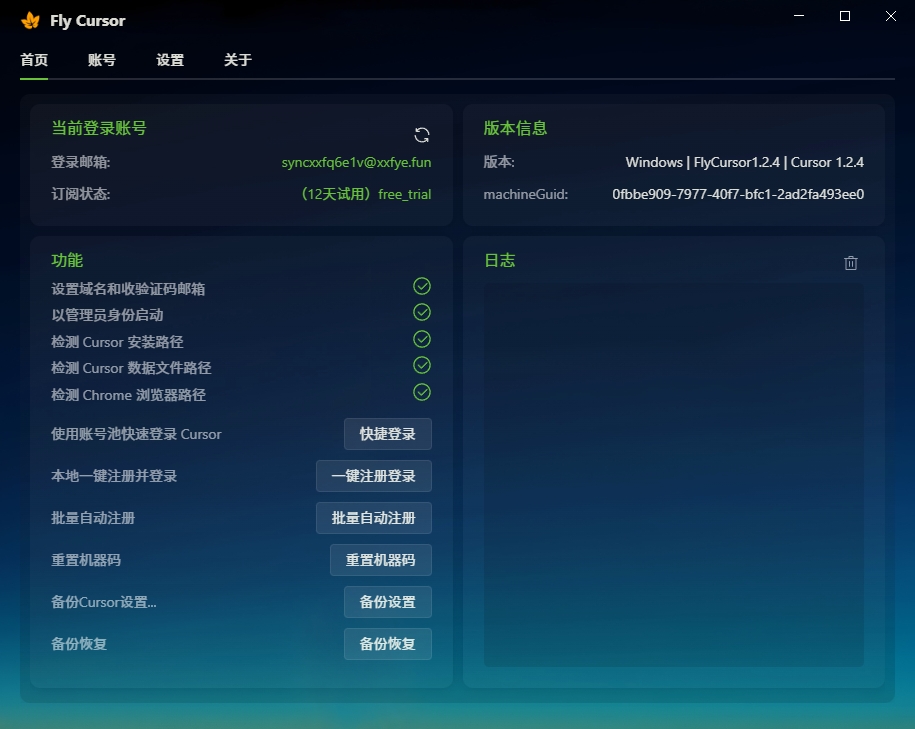 Fly Cursor
首页 账号 设置 关于
当前登录账号
登录邮箱: syncxxfq6e1v@xxfye.fun
订阅状态: （12天试用）free_trial
版本信息
版本: Windows | FlyCursor1.2.4 | Cursor 1.2.4
machineGuid: 0fbbe909-7977-40f7-bfc1-2ad2fa493ee0
功能
设置域名和收验证码邮箱
以管理员身份启动
检测 Cursor 安装路径
检测 Cursor 数据文件路径
检测 Chrome 浏览器路径
使用账号池快速登录 Cursor 快捷登录
本地一键注册并登录 一键注册登录
批量自动注册 批量自动注册
重置机器码 重置机器码
备份Cursor设置... 备份设置
备份恢复 备份恢复
日志